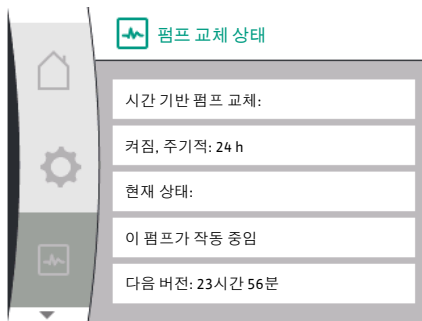 펌프 교체 상태
시간 기반 펌프 교체:
켜짐, 주기적: 24 h
현재 상태:
이 펌프가 작동 중임
다음 버전: 23시간 56분